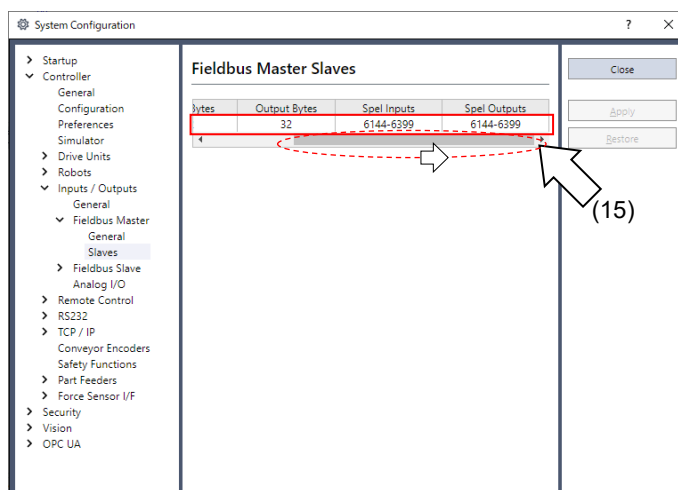 System Configuration
?
Startup
Controller
General
Configuration
Preferences
Simulator
Drive Units
Robots
Inputs / Outputs
General
Fieldbus Master
General
Slaves
Fieldbus Slave
Analog I/O
Remote Control
RS232
TCP / IP
Conveyor Encoders
Safety Functions
Part Feeders
Force Sensor I/F
Security
Vision
OPC UA
Fieldbus Master Slaves
Bytes Output Bytes Spel Inputs Spel Outputs
32 6144-6399 6144-6399
(15)
Close
Apply
Restore